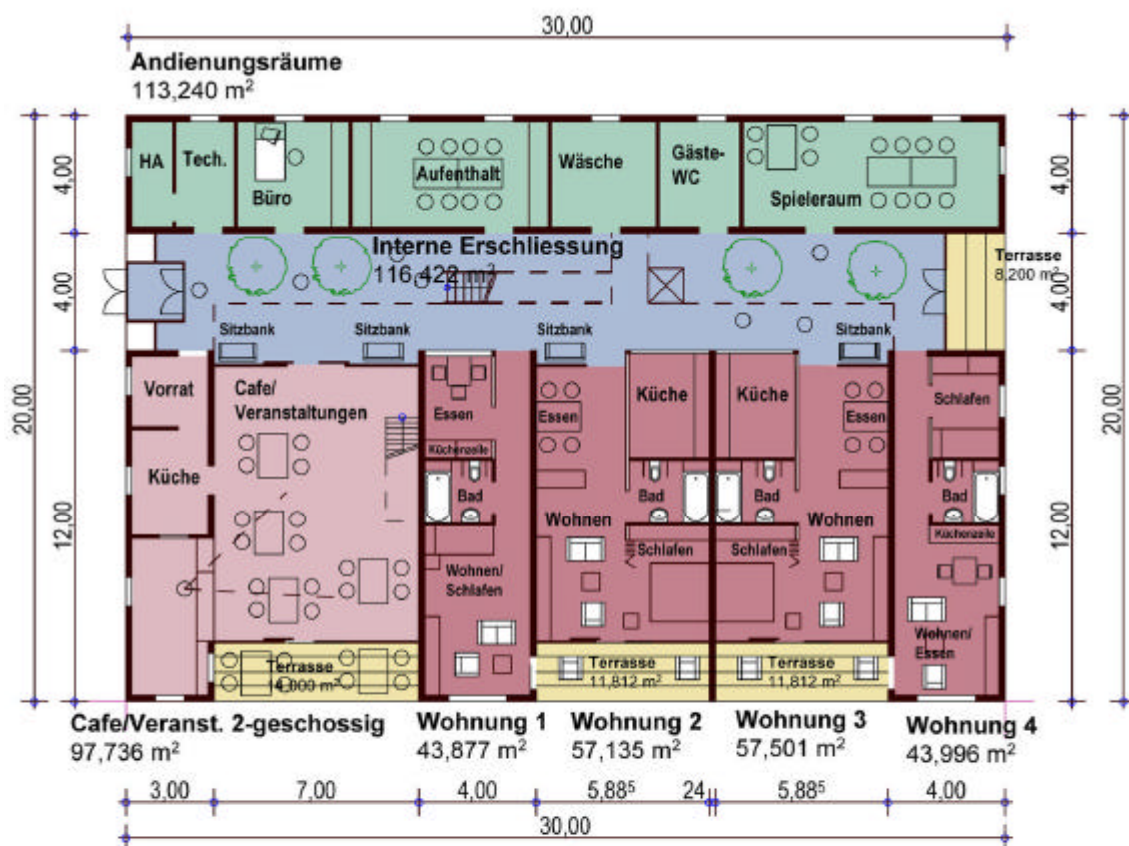 30,00
Andienungsräume
113,240 m²
HA
Tech.
Büro
Aufenthalt
Wäsche
Gäste-
WC
Spieleraum
4,00
4,00
Interne Erschliessung
116,422 m²
Terrasse
8,200 m²
4,00
4,00
Sitzbank
Sitzbank
Sitzbank
Sitzbank
20,00
20,00
12,00
12,00
Vorrat
Küche
Cafe/
Veranstaltungen
Essen
Küchenzeile
Bad
Wohnen/
Schlafen
Essen
Küche
Bad
Wohnen
Schlafen
Küche
Essen
Bad
Wohnen
Schlafen
Schlafen
Bad
Küchenzeile
Wohnen/
Essen
Terrasse
14,000 m²
Terrasse
11,812 m²
Terrasse
11,812 m²
Cafe/Veranst. 2-geschossig
97,736 m²
Wohnung 1
43,877 m²
Wohnung 2
57,135 m²
Wohnung 3
57,501 m²
Wohnung 4
43,996 m²
3,00
7,00
4,00
5,88⁵
24
5,88⁵
4,00
30,00